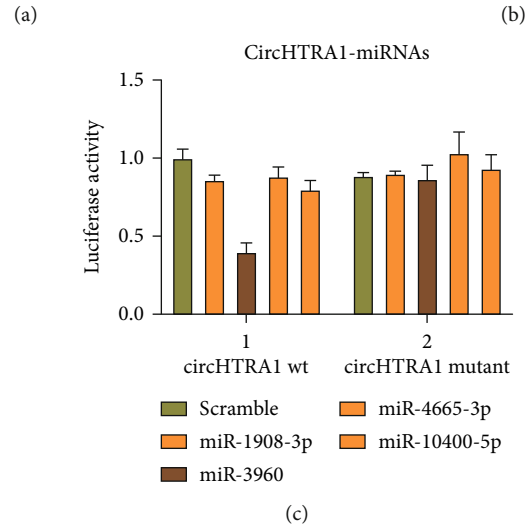 (a) (b)
CircHTRA1-miRNAs
Luciferase activity
1.5
1.0
0.5
0.0
1 2
circHTRA1 wt circHTRA1 mutant
Scramble miR-4665-3p
miR-1908-3p miR-10400-5p
miR-3960
(c)